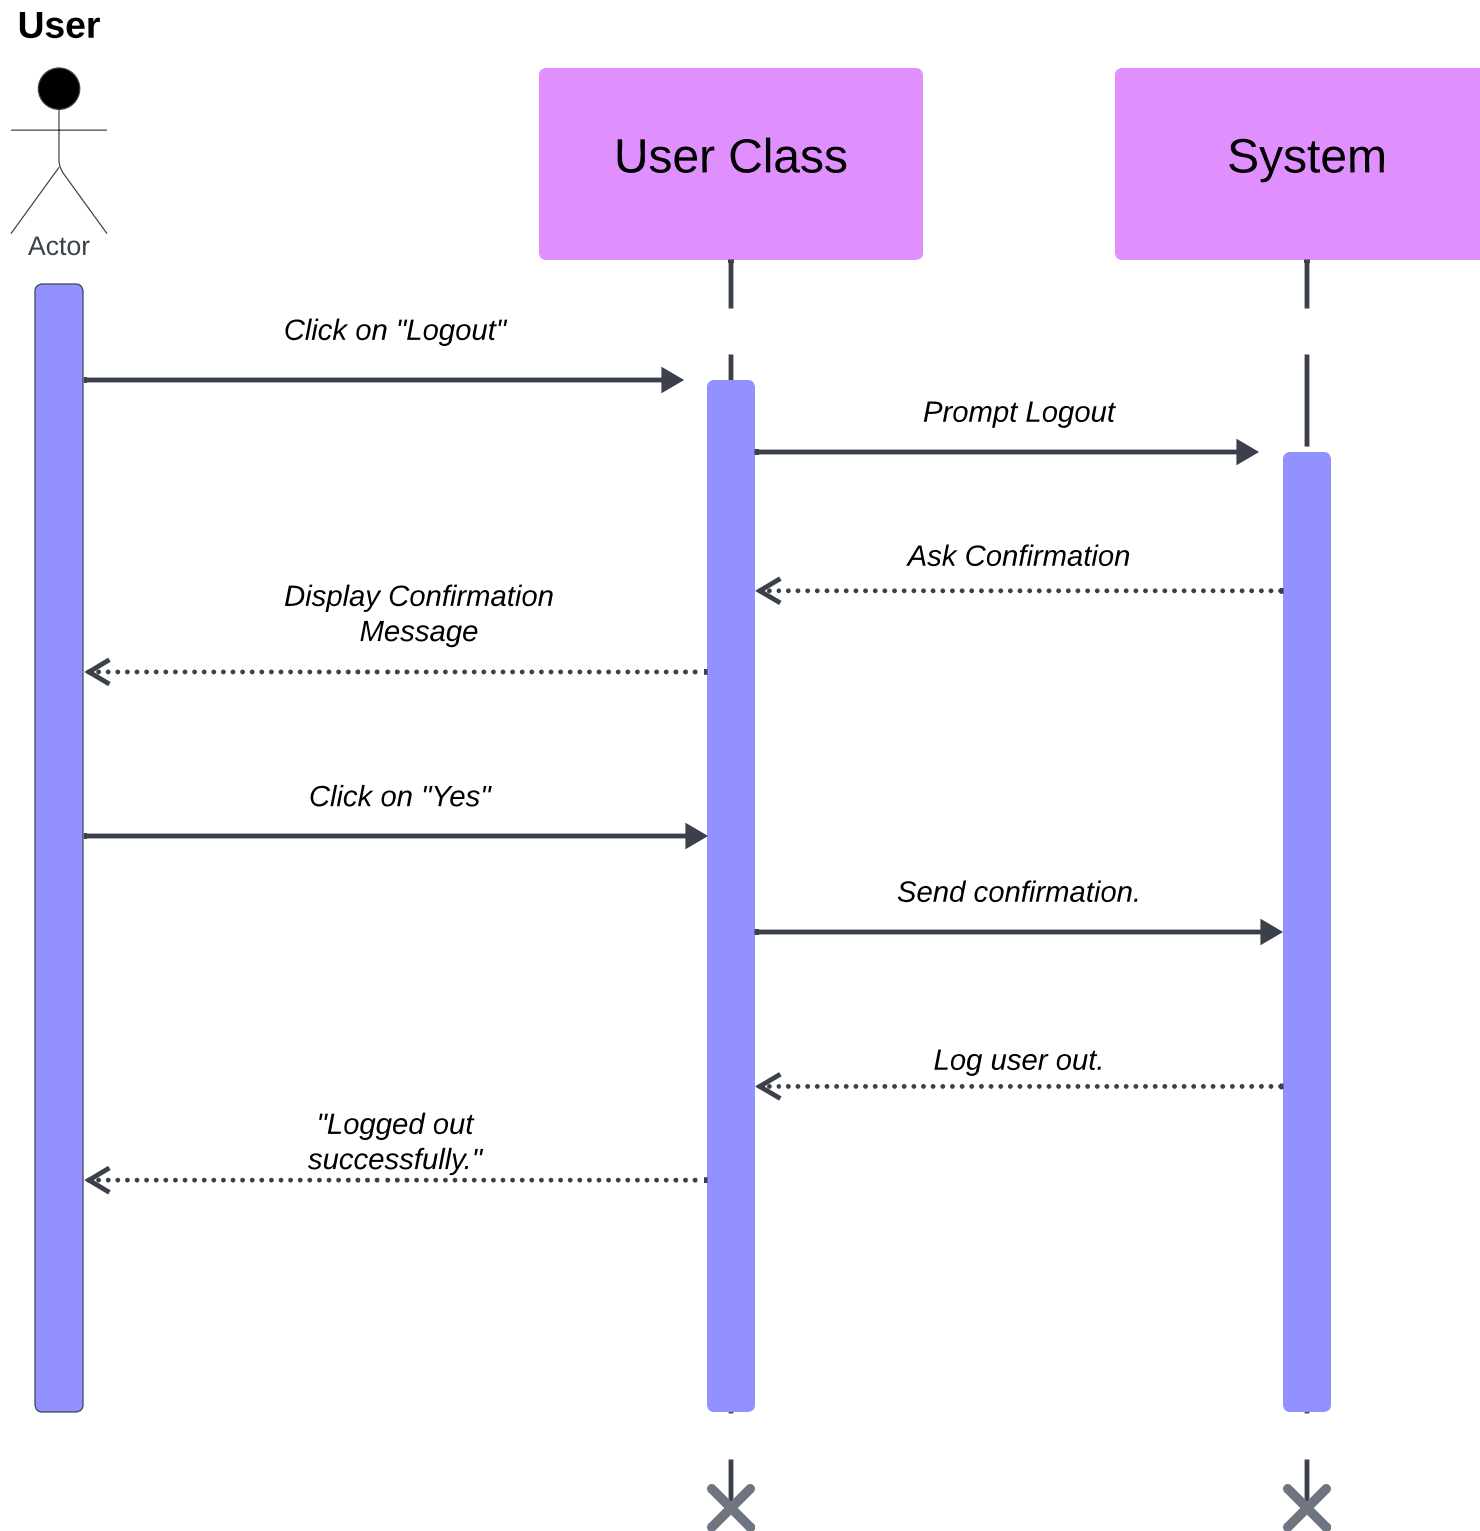 User
User Class
System
Actor
Click on "Logout"
Prompt Logout
Ask Confirmation
Display Confirmation
Message
Click on "Yes"
Send confirmation.
Log user out.
"Logged out
successfully."